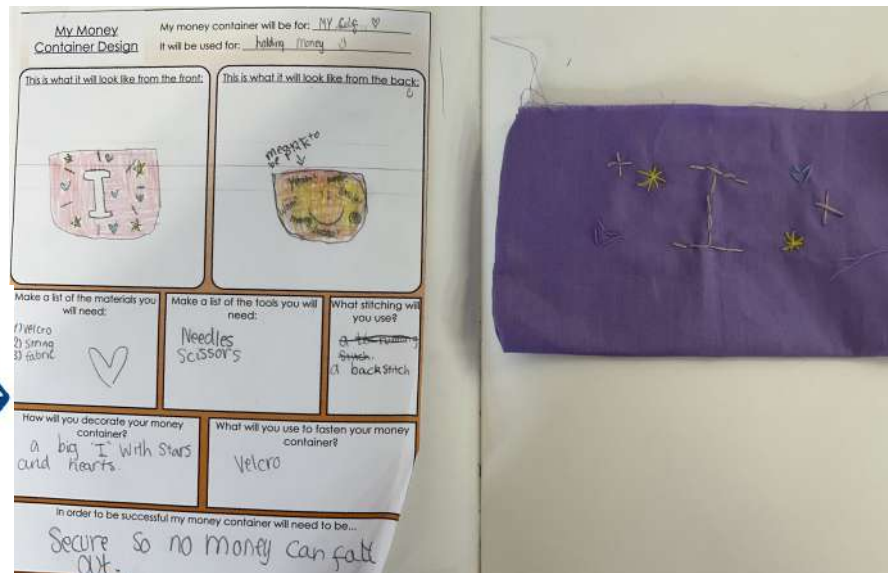 My Money
Container Design
My money container will be for: MY self
It will be used for: holding money
This is what it will look like from the front:
This is what it will look like from the back:
Make a list of the materials you
will need:
1) velcro
2) String
3) fabric
Make a list of the tools you will
need:
Needles
Scissors
What stitching will
you use?
a back stitch
How will you decorate your money
container?
a big "I" with stars
and hearts.
What will you use to fasten your money
container?
Velcro
In order to be successful my money container will need to be...
Secure so no money can fall
out.
I
I